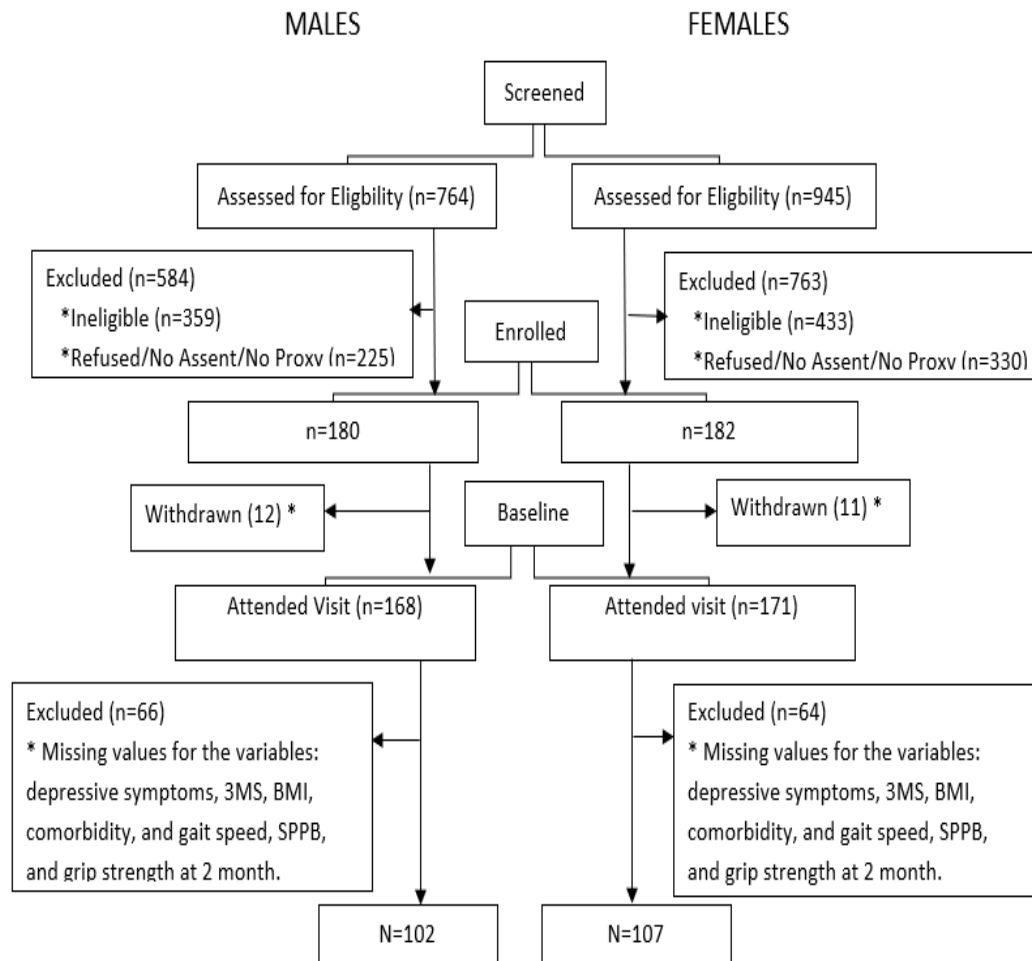 MALES
FEMALES
Screened
Assessed for Eligbility (n=764)
Assessed for Eligbility (n=945)
Excluded (n=584)
*Ineligible (n=359)
*Refused/No Assent/No Proxy (n=225)
Excluded (n=763)
*Ineligible (n=433)
*Refused/No Assent/No Proxy (n=330)
Enrolled
n=180
n=182
Withdrawn (12) *
Baseline
Withdrawn (11) *
Attended Visit (n=168)
Attended visit (n=171)
Excluded (n=66)
* Missing values for the variables:
depressive symptoms, 3MS, BMI,
comorbidity, and gait speed, SPPB,
and grip strength at 2 month.
Excluded (n=64)
* Missing values for the variables:
depressive symptoms, 3MS, BMI,
comorbidity, and gait speed, SPPB,
and grip strength at 2 month.
N=102
N=107